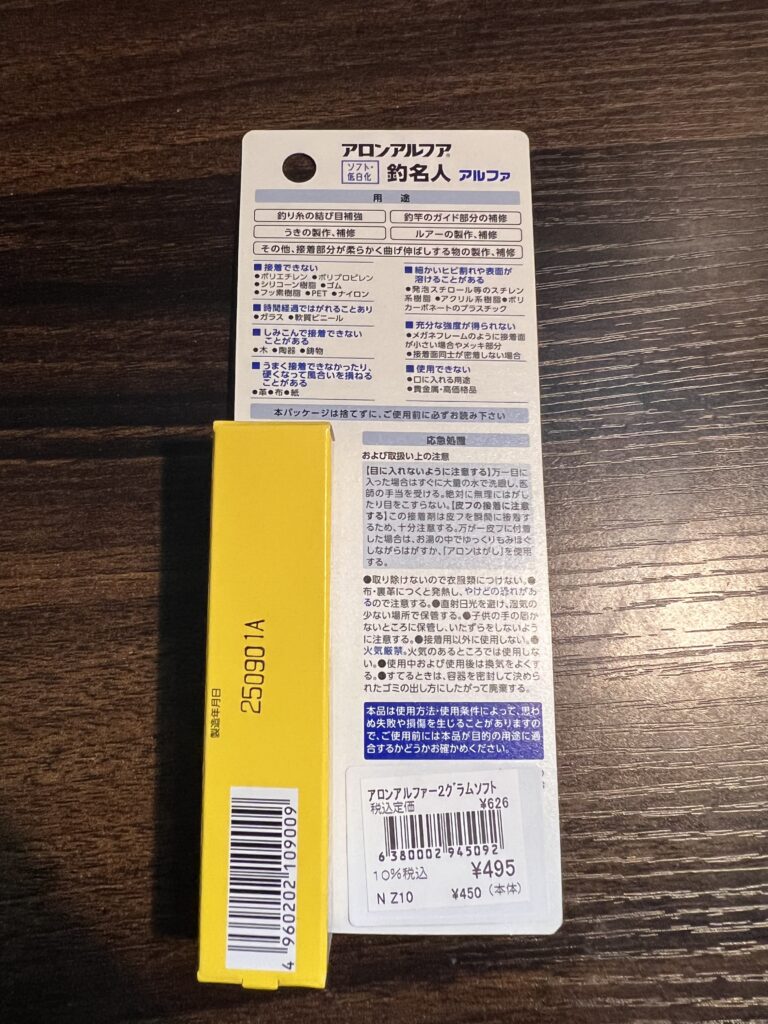 アロンアルファ®
ソフト・低白化 釣名人 アルファ
用 途
釣り糸の結び目補強
釣竿のガイド部分の補修
うきの製作、補修
ルアーの製作、補修
その他、接着部分が柔らかく曲げ伸ばしする物の製作、補修
■接着できない
●ポリエチレン ●ポリプロピレン
●シリコーン樹脂 ●ゴム
●フッ素樹脂 ●PET ●ナイロン
■時間経過ではがれることあり
●ガラス ●軟質ビニール
■しみこんで接着できない
ことがある
●木 ●陶器 ●鋳物
■うまく接着できなかったり、
硬くなって風合いを損ねる
ことがある
●革 ●布 ●紙
■細かいヒビ割れや表面が
溶けることがある
●発泡スチロール等のスチレン
系樹脂 ●アクリル系樹脂 ●ポリ
カーボネートのプラスチック
■充分な強度が得られない
●メガネフレームのように接着面
が小さい場合やメッキ部分
●接着面同士が密着しない場合
■使用できない
●口に入れる用途
●貴金属・高価格品
本パッケージは捨てずに、ご使用前に必ずお読み下さい
応急処置
および取扱い上の注意
【目に入れないように注意する】万一目に
入った場合はすぐに大量の水で洗眼し、医
師の手当を受ける。絶対に無理にはがし
たり目をこすらない。【皮フの接着に注意
する】この接着剤は皮フを瞬間に接着す
るため、十分注意する。万が一皮フに付着
した場合は、お湯の中でゆっくりもみほぐ
しながらはがすか、「アロンはがし」を使用
する。
●取り除けないので衣服類につけない。●
布・裏革につくと発熱し、やけどの恐れがあ
るので注意する。●直射日光を避け、湿気の
少ない場所で保管する。●子供の手の届か
ないところに保管し、いたずらをしないよう
に注意する。●接着用以外に使用しない。●
火気厳禁。火気のあるところでは使用しな
い。●使用中および使用後は換気をよくす
る。●すてるときは、容器を密封して決めら
れたゴミの出し方にしたがって廃棄する。
本品は使用方法・使用条件によって、思わ
ぬ失敗や損傷を生じることがありますの
で、ご使用前には本品が目的の用途に適
合するかどうかお確かめください。
アロンアルファー2グラムソフト
税込定価 ¥626
6 380002 945092
10%税込 ¥495
N Z10 ¥450 (本体)
製造年月日
250901A
4 960202 109009